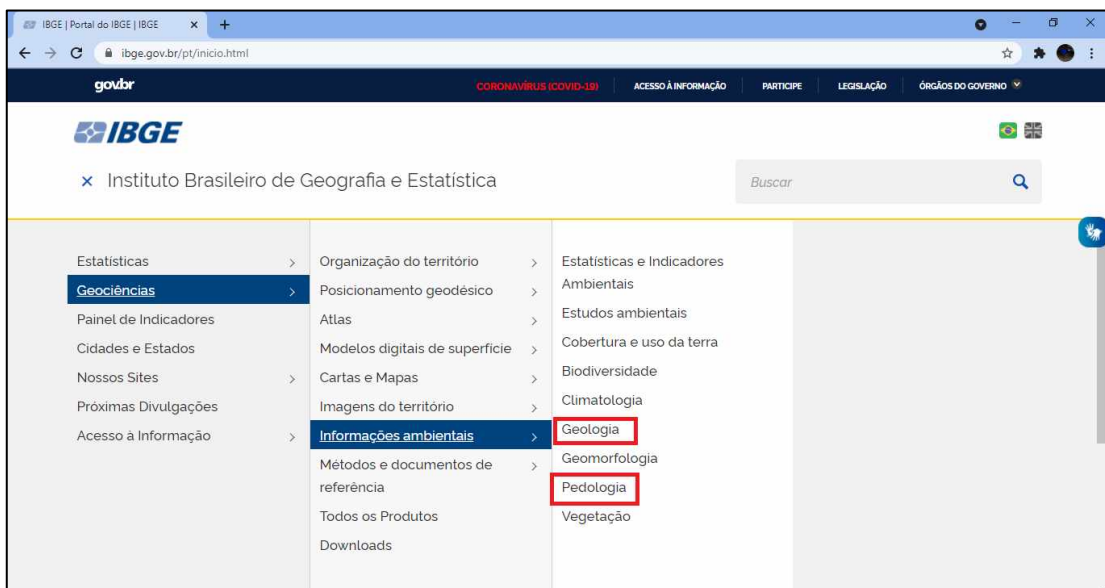 IBGE | Portal do IBGE | IBGE
ibge.gov.br/pt/inicio.html
govbr
CORONAVÍRUS (COVID-19)
ACESSO À INFORMAÇÃO
PARTICIPE
LEGISLAÇÃO
ÓRGÃOS DO GOVERNO
IBGE
Instituto Brasileiro de Geografia e Estatística
Buscar
Estatísticas
Geociências
Painel de Indicadores
Cidades e Estados
Nossos Sites
Próximas Divulgações
Acesso à Informação
Organização do território
Posicionamento geodésico
Atlas
Modelos digitais de superfície
Cartas e Mapas
Imagens do território
Informações ambientais
Métodos e documentos de
referência
Todos os Produtos
Downloads
Estatísticas e Indicadores
Ambientais
Estudos ambientais
Cobertura e uso da terra
Biodiversidade
Climatologia
Geologia
Geomorfologia
Pedologia
Vegetação